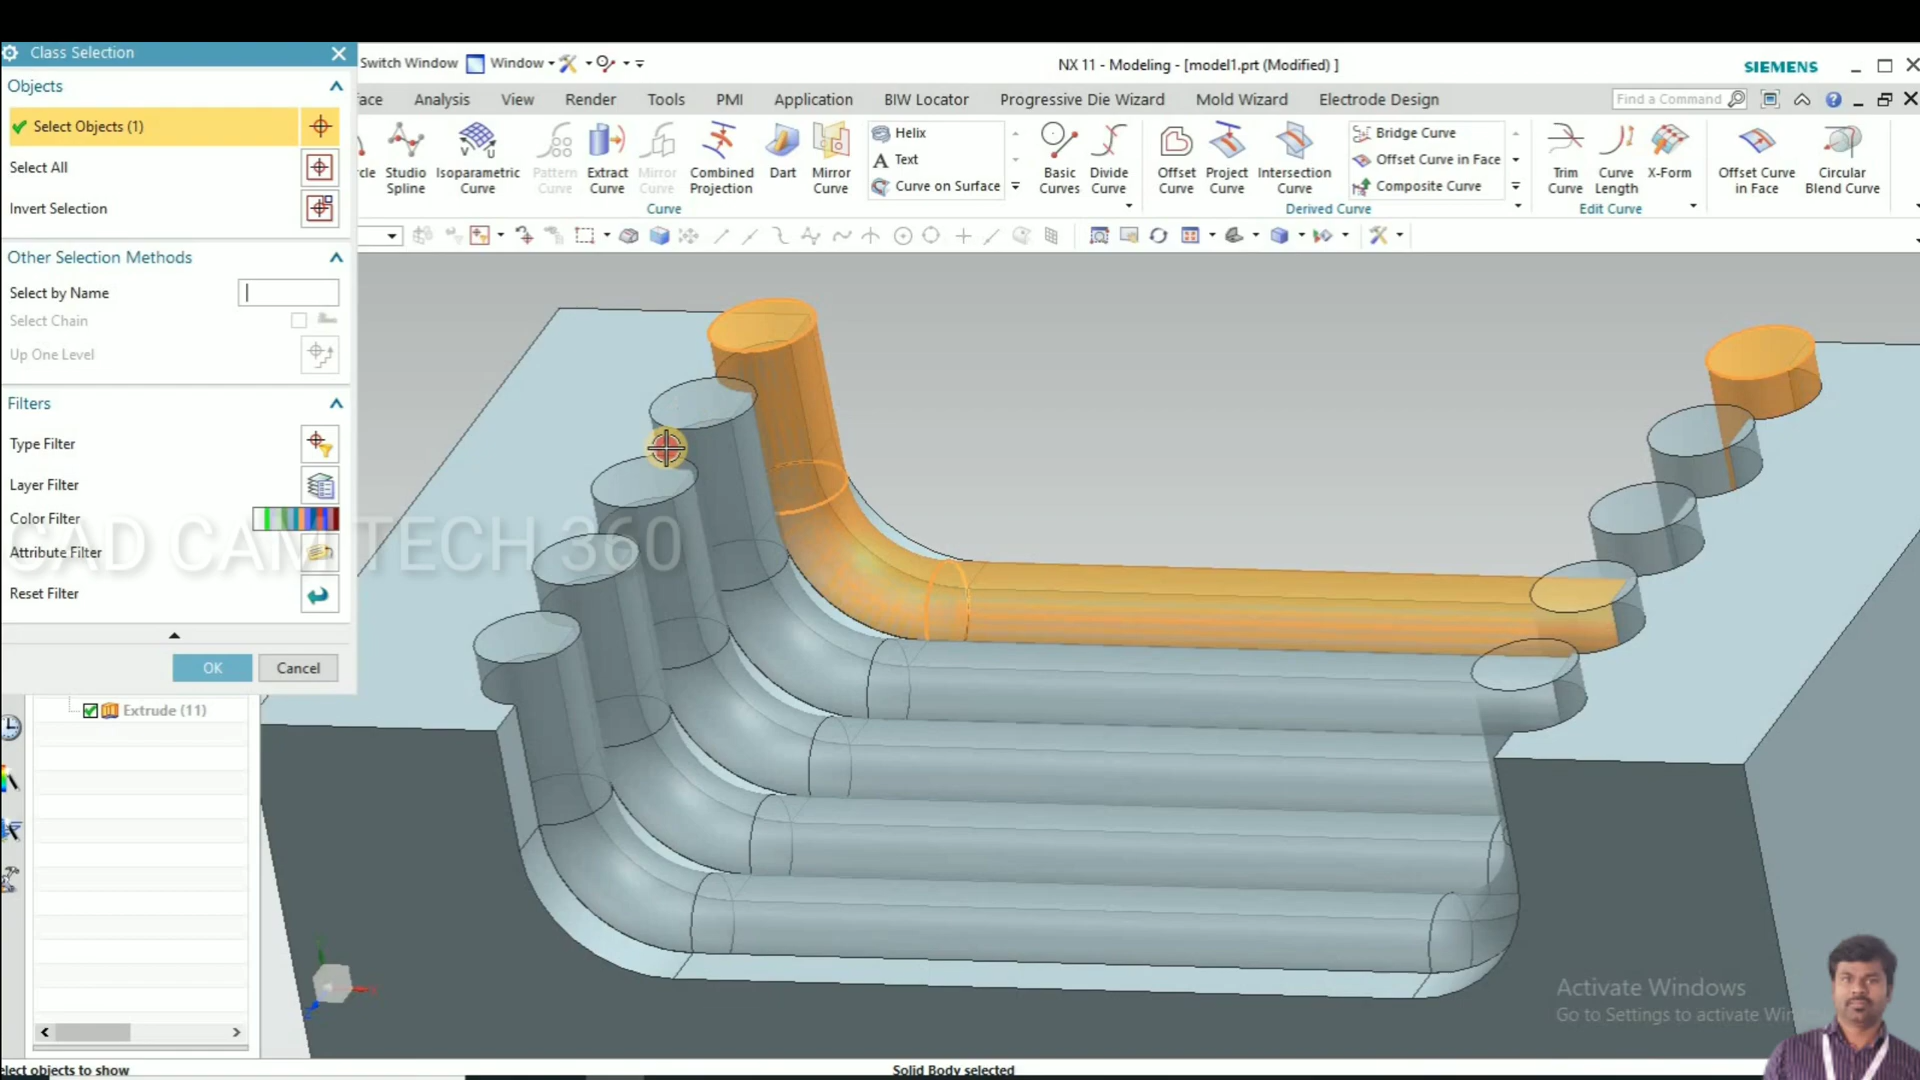 Class Selection
Switch Window
Window
NX 11 - Modeling - [model1.prt (Modified) ]
SIEMENS
Objects
ace
Analysis
View
Render
Tools
PMI
Application
BIW Locator
Progressive Die Wizard
Mold Wizard
Electrode Design
Find a Command
Select Objects (1)
Select All
Invert Selection
cle
Studio Spline
Isoparametric Curve
Pattern Curve
Extract Curve
Mirror Curve
Combined Projection
Dart
Mirror Curve
Helix
Text
Curve on Surface
Basic Curves
Divide Curve
Offset Curve
Project Curve
Intersection Curve
Bridge Curve
Offset Curve in Face
Composite Curve
Trim Curve
Curve Length
X-Form
Offset Curve in Face
Circular Blend Curve
Curve
Derived Curve
Edit Curve
Other Selection Methods
Select by Name
Select Chain
Up One Level
Filters
Type Filter
Layer Filter
Color Filter
CAD CAM TECH 360
Attribute Filter
Reset Filter
OK
Cancel
Extrude (11)
Activate Windows
Go to Settings to activate Win
elect objects to show
Solid Body selected